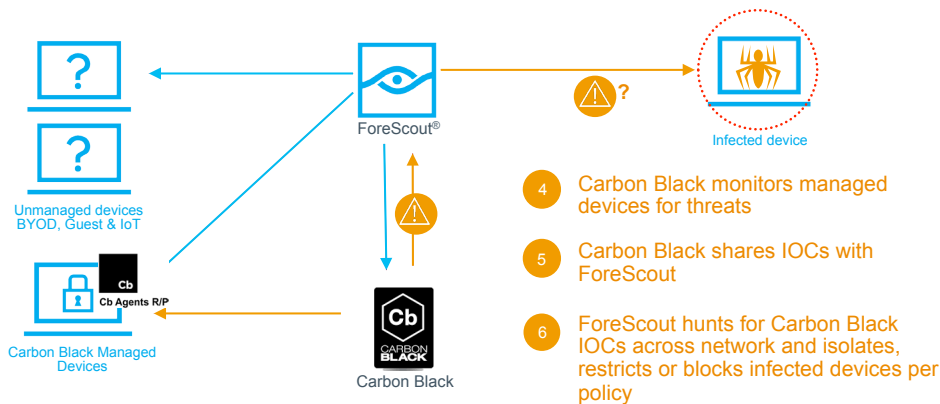 ?
?
Unmanaged devices
BYOD, Guest & IoT
Cb
Cb Agents R/P
Carbon Black Managed
Devices
ForeScout®
Cb
CARBON
BLACK
Carbon Black
?
Infected device
4 Carbon Black monitors managed
devices for threats
5 Carbon Black shares IOCs with
ForeScout
6 ForeScout hunts for Carbon Black
IOCs across network and isolates,
restricts or blocks infected devices per
policy